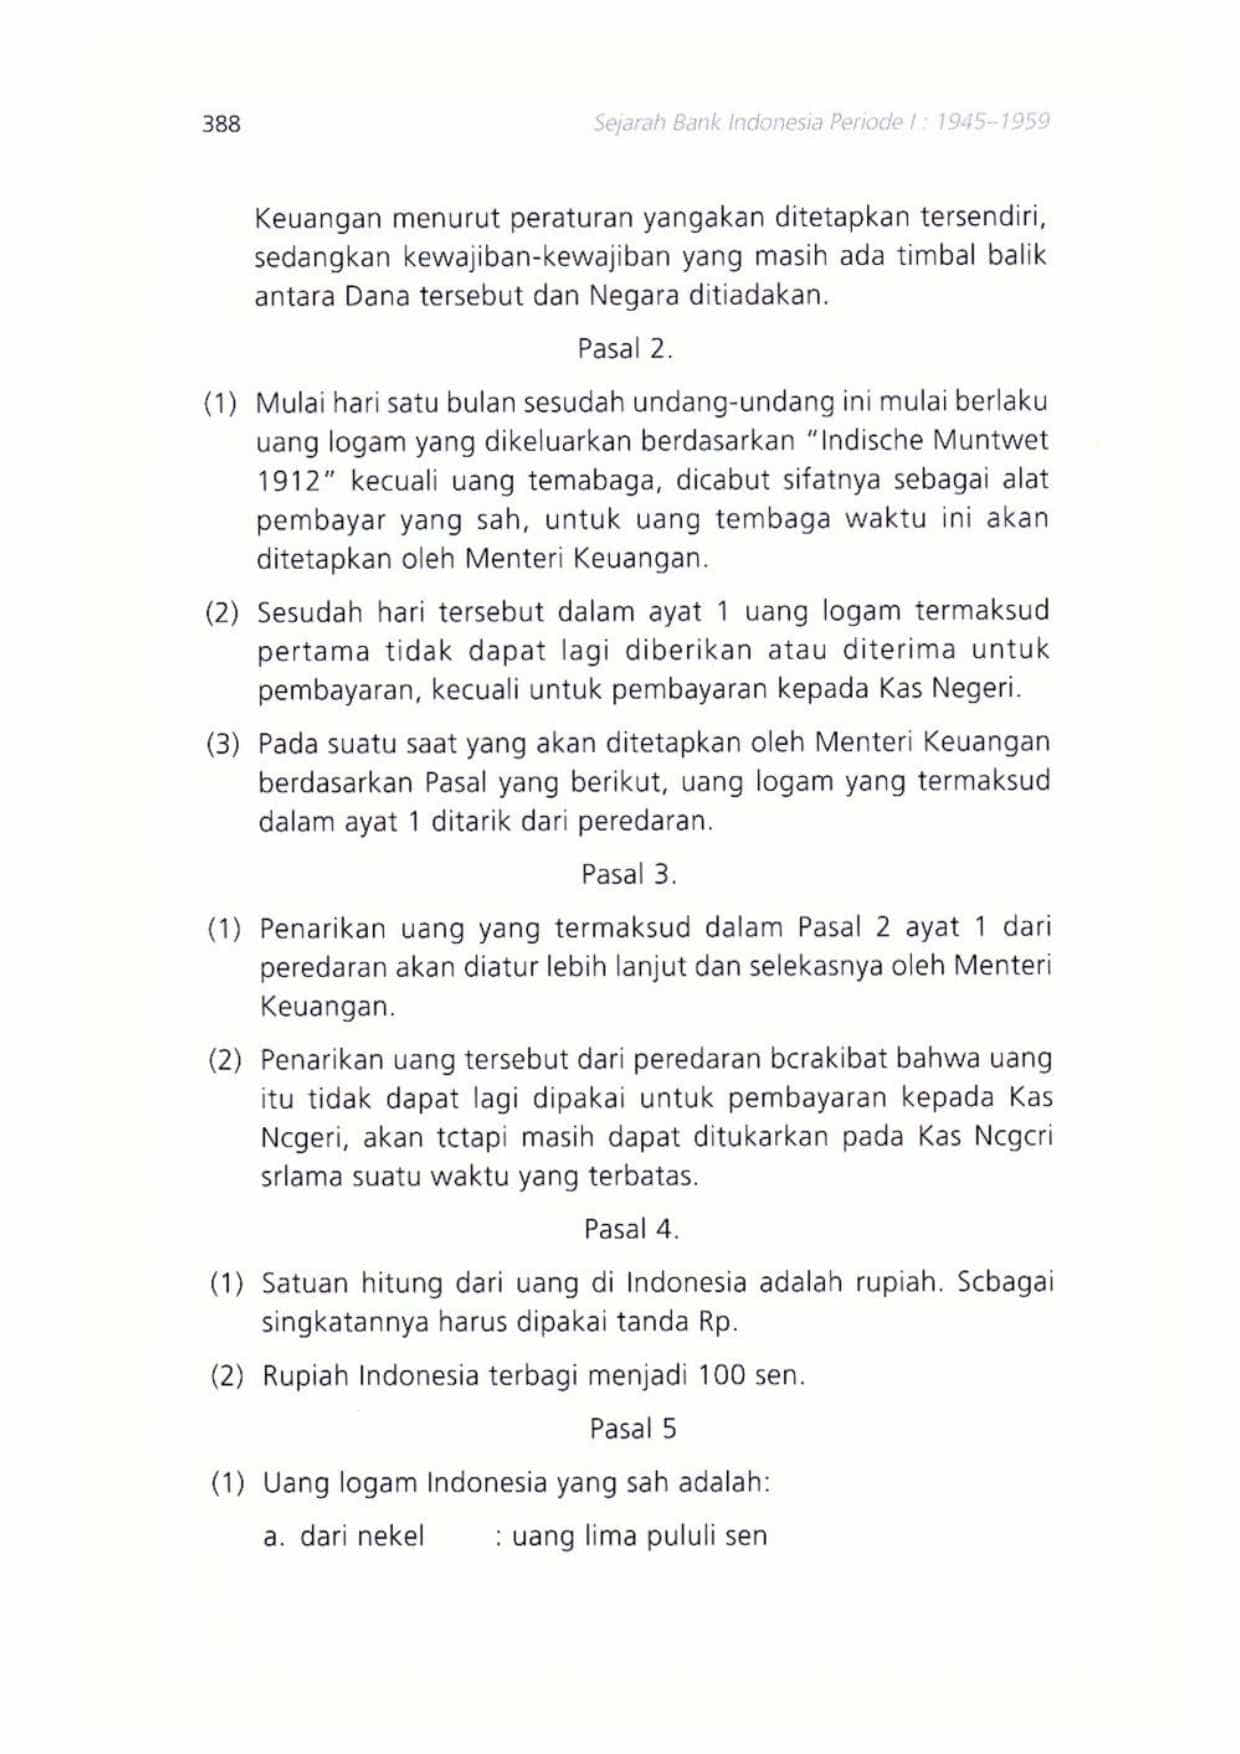 388
Sejarah Bank Indonesia Periode I : 1945–1959
Keuangan menurut peraturan yangakan ditetapkan tersendiri,
sedangkan kewajiban-kewajiban yang masih ada timbal balik
antara Dana tersebut dan Negara ditiadakan.
Pasal 2.
(1) Mulai hari satu bulan sesudah undang-undang ini mulai berlaku
uang logam yang dikeluarkan berdasarkan "Indische Muntwet
1912" kecuali uang temabaga, dicabut sifatnya sebagai alat
pembayar yang sah, untuk uang tembaga waktu ini akan
ditetapkan oleh Menteri Keuangan.
(2) Sesudah hari tersebut dalam ayat 1 uang logam termaksud
pertama tidak dapat lagi diberikan atau diterima untuk
pembayaran, kecuali untuk pembayaran kepada Kas Negeri.
(3) Pada suatu saat yang akan ditetapkan oleh Menteri Keuangan
berdasarkan Pasal yang berikut, uang logam yang termaksud
dalam ayat 1 ditarik dari peredaran.
Pasal 3.
(1) Penarikan uang yang termaksud dalam Pasal 2 ayat 1 dari
peredaran akan diatur lebih lanjut dan selekasnya oleh Menteri
Keuangan.
(2) Penarikan uang tersebut dari peredaran bcrakibat bahwa uang
itu tidak dapat lagi dipakai untuk pembayaran kepada Kas
Ncgeri, akan tctapi masih dapat ditukarkan pada Kas Ncgcri
srlama suatu waktu yang terbatas.
Pasal 4.
(1) Satuan hitung dari uang di Indonesia adalah rupiah. Scbagai
singkatannya harus dipakai tanda Rp.
(2) Rupiah Indonesia terbagi menjadi 100 sen.
Pasal 5
(1) Uang logam Indonesia yang sah adalah:
a. dari nekel : uang lima pululi sen